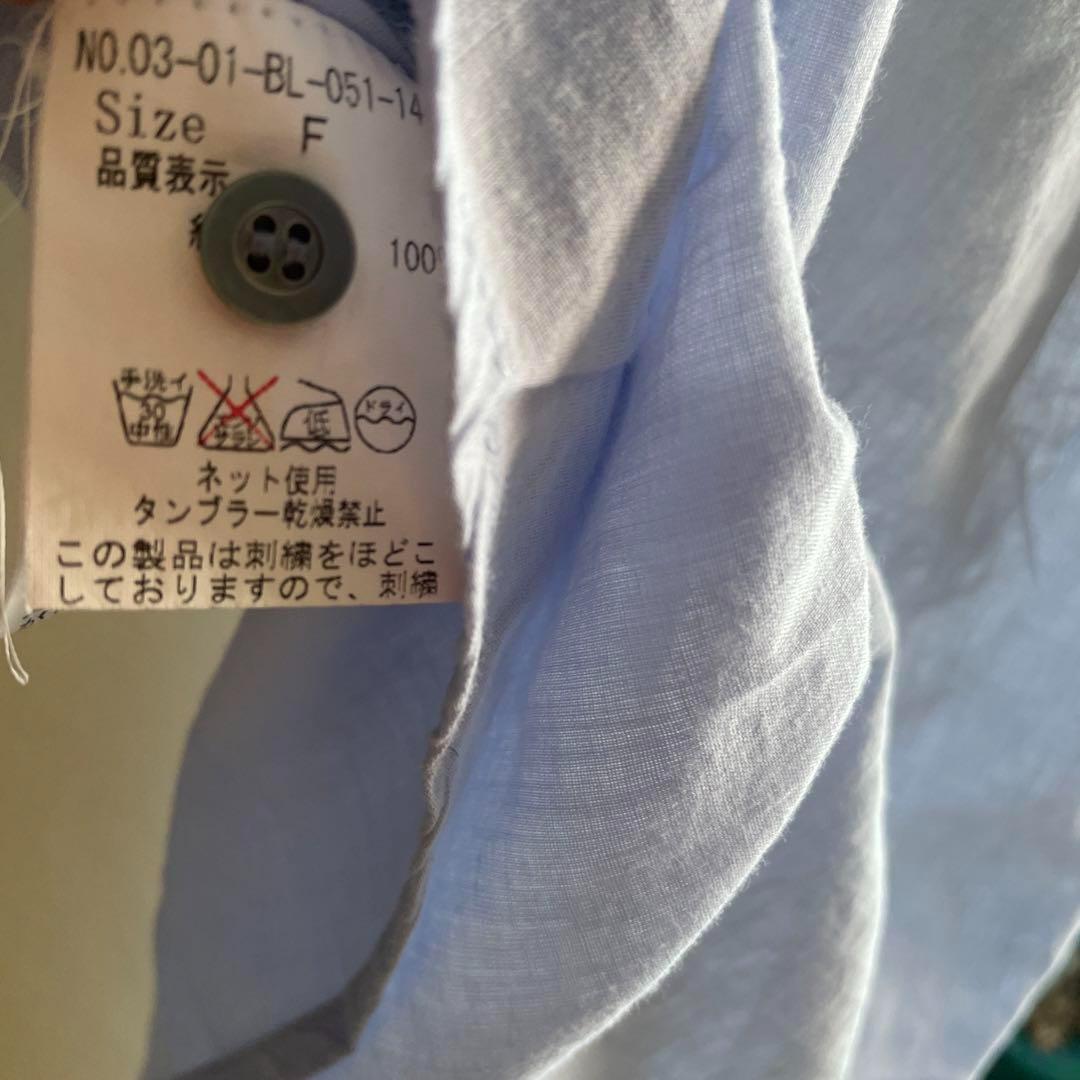 NO.03-01-BL-051-14
Size F
品質表示
100%
手洗イ
30
中性
サラシ
低
ドライ
ネット使用
タンブラー乾燥禁止
この製品は刺繍をほどこ
しておりますので、刺繍